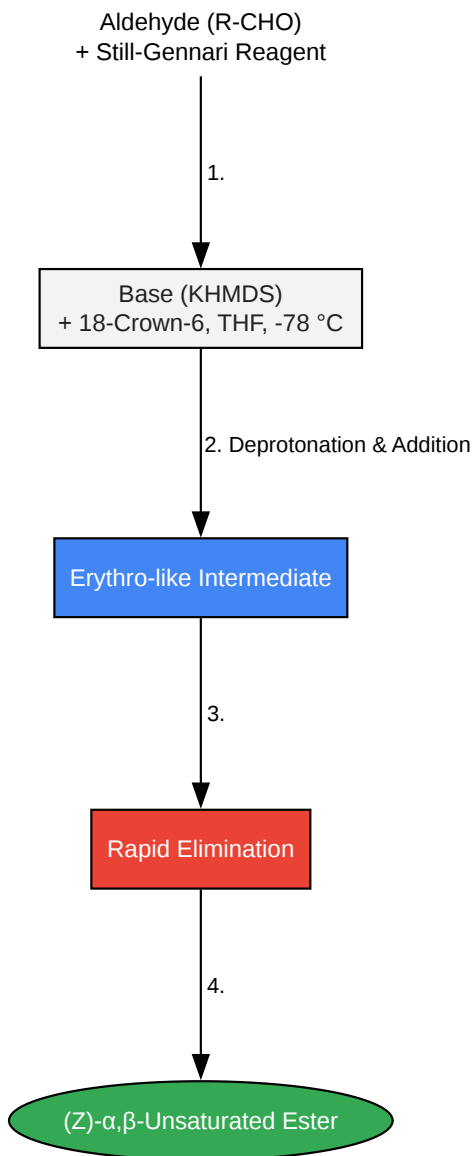 Aldehyde (R-CHO)
+ Still-Gennari Reagent
1.
Base (KHMDS)
+ 18-Crown-6, THF, -78 °C
2. Deprotonation & Addition
Erythro-like Intermediate
3.
Rapid Elimination
4.
(Z)-α,β-Unsaturated Ester